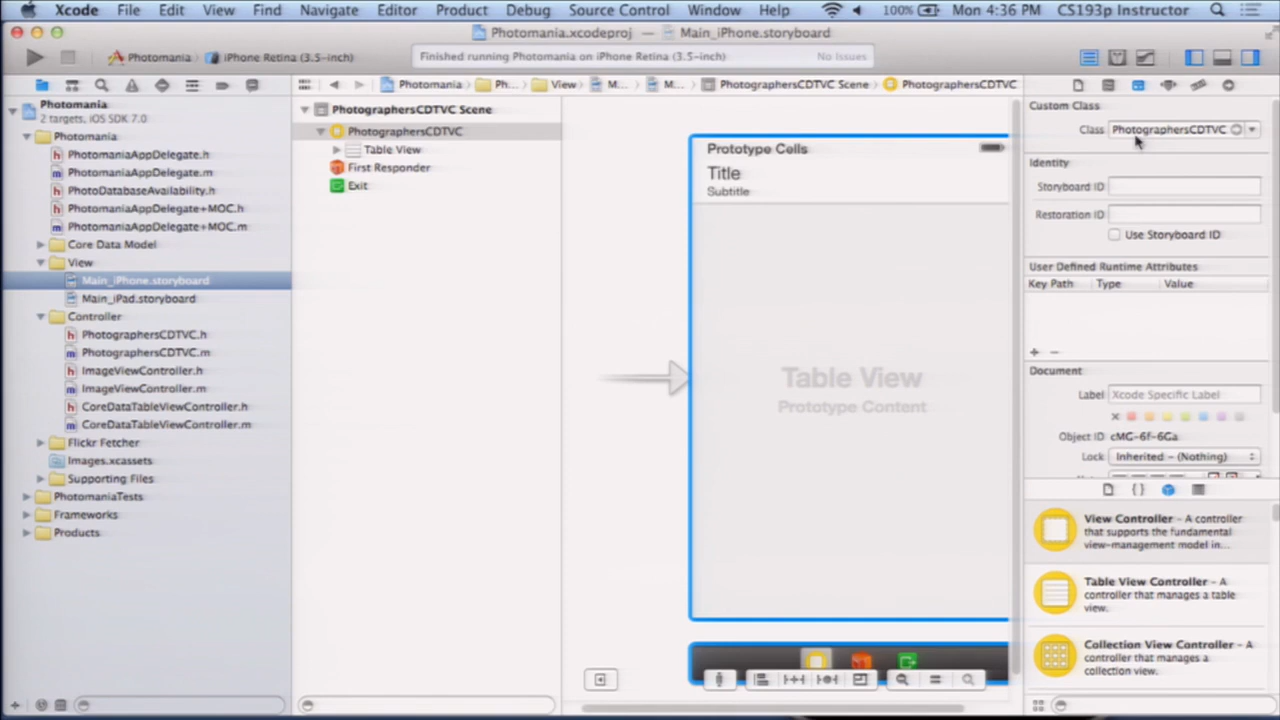 Xcode File Edit View Find Navigate Editor Product Debug Source Control Window Help 100% Mon 4:36 PM CS193p Instructor
Photomania.xcodeproj — Main_iPhone.storyboard
Photomania iPhone Retina (3.5-inch) Finished running Photomania on iPhone Retina (3.5-inch) No Issues
Photomania Ph... View M... M... PhotographersCDTVC Scene PhotographersCDTVC
Photomania
2 targets, iOS SDK 7.0
Photomania
PhotomaniaAppDelegate.h
PhotomaniaAppDelegate.m
PhotoDatabaseAvailability.h
PhotomaniaAppDelegate+MOC.h
PhotomaniaAppDelegate+MOC.m
Core Data Model
View
Main_iPhone.storyboard
Main_iPad.storyboard
Controller
PhotographersCDTVC.h
PhotographersCDTVC.m
ImageViewController.h
ImageViewController.m
CoreDataTableViewController.h
CoreDataTableViewController.m
Flickr Fetcher
Images.xcassets
Supporting Files
PhotomaniaTests
Frameworks
Products
PhotographersCDTVC Scene
PhotographersCDTVC
Table View
First Responder
Exit
Prototype Cells
Title
Subtitle
Table View
Prototype Content
Custom Class
Class PhotographersCDTVC
Identity
Storyboard ID
Restoration ID
Use Storyboard ID
User Defined Runtime Attributes
Key Path Type Value
Document
Label Xcode Specific Label
Object ID cMG-6f-6Ga
Lock Inherited - (Nothing)
View Controller - A controller
that supports the fundamental
view-management model in...
Table View Controller - A
controller that manages a table
view.
Collection View Controller - A
controller that manages a
collection view.